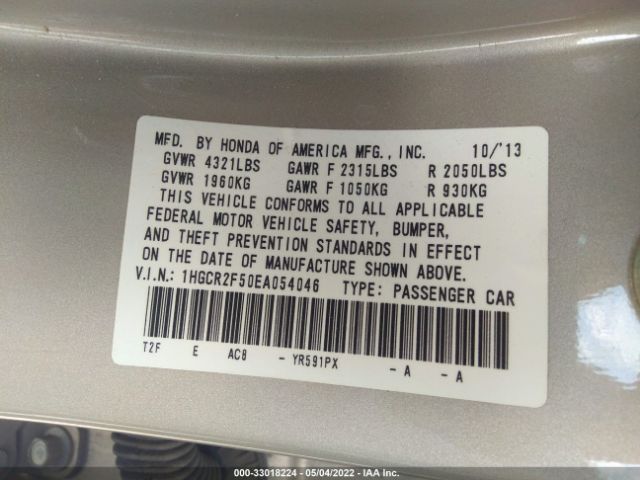 MFD. BY HONDA OF AMERICA MFG., INC. 10/'13
GVWR 4321LBS GAWR F 2315LBS R 2050LBS
GVWR 1960KG GAWR F 1050KG R 930KG
THIS VEHICLE CONFORMS TO ALL APPLICABLE
FEDERAL MOTOR VEHICLE SAFETY, BUMPER,
AND THEFT PREVENTION STANDARDS IN EFFECT
ON THE DATE OF MANUFACTURE SHOWN ABOVE.
V.I.N.: 1HGCR2F50EA054046 TYPE: PASSENGER CAR
T2F E AC8 - YR591PX - A - A
000-33018224 - 05/04/2022 - IAA Inc.